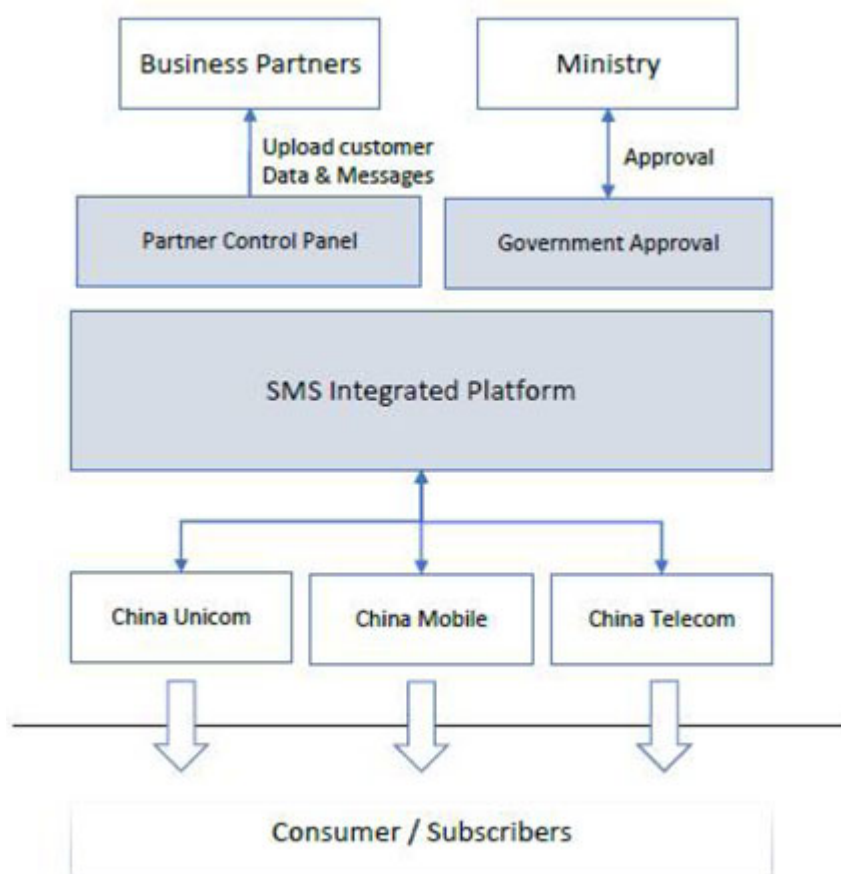 Business Partners
Ministry
Upload customer
Data & Messages
Approval
Partner Control Panel
Government Approval
SMS Integrated Platform
China Unicom
China Mobile
China Telecom
Consumer / Subscribers